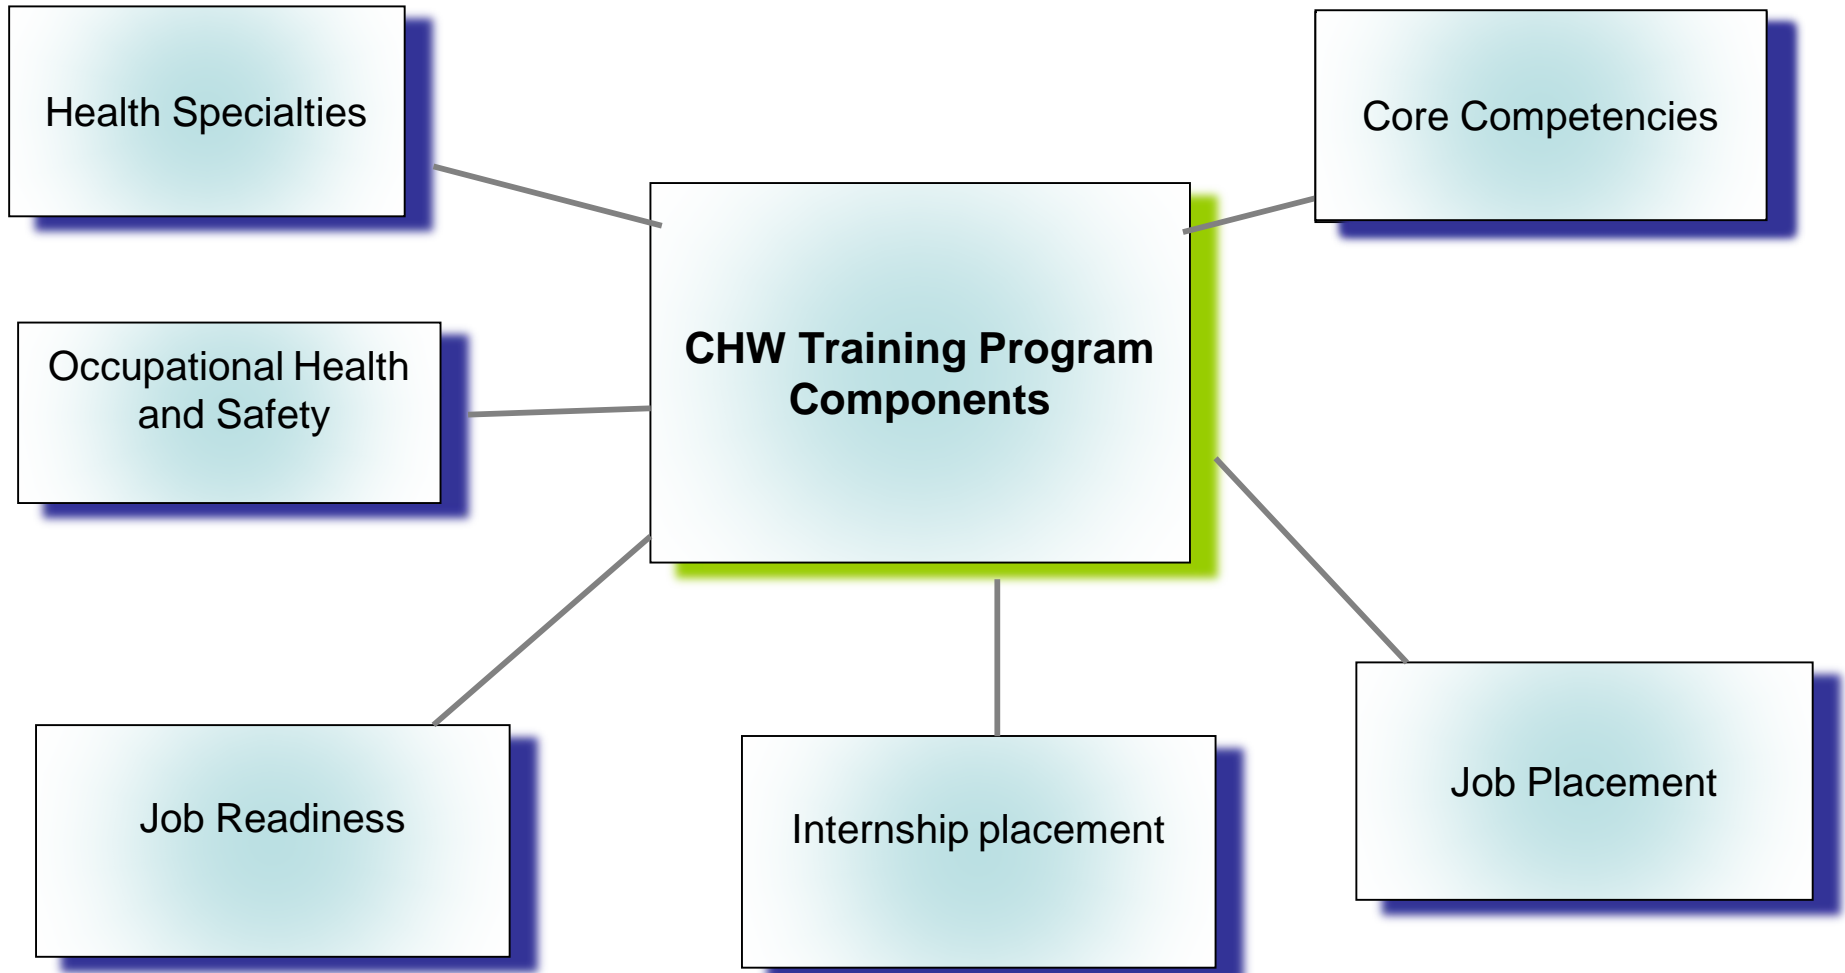 Health Specialties
Core Competencies
CHW Training Program
Components
Occupational Health
and Safety
Job Readiness
Internship placement
Job Placement